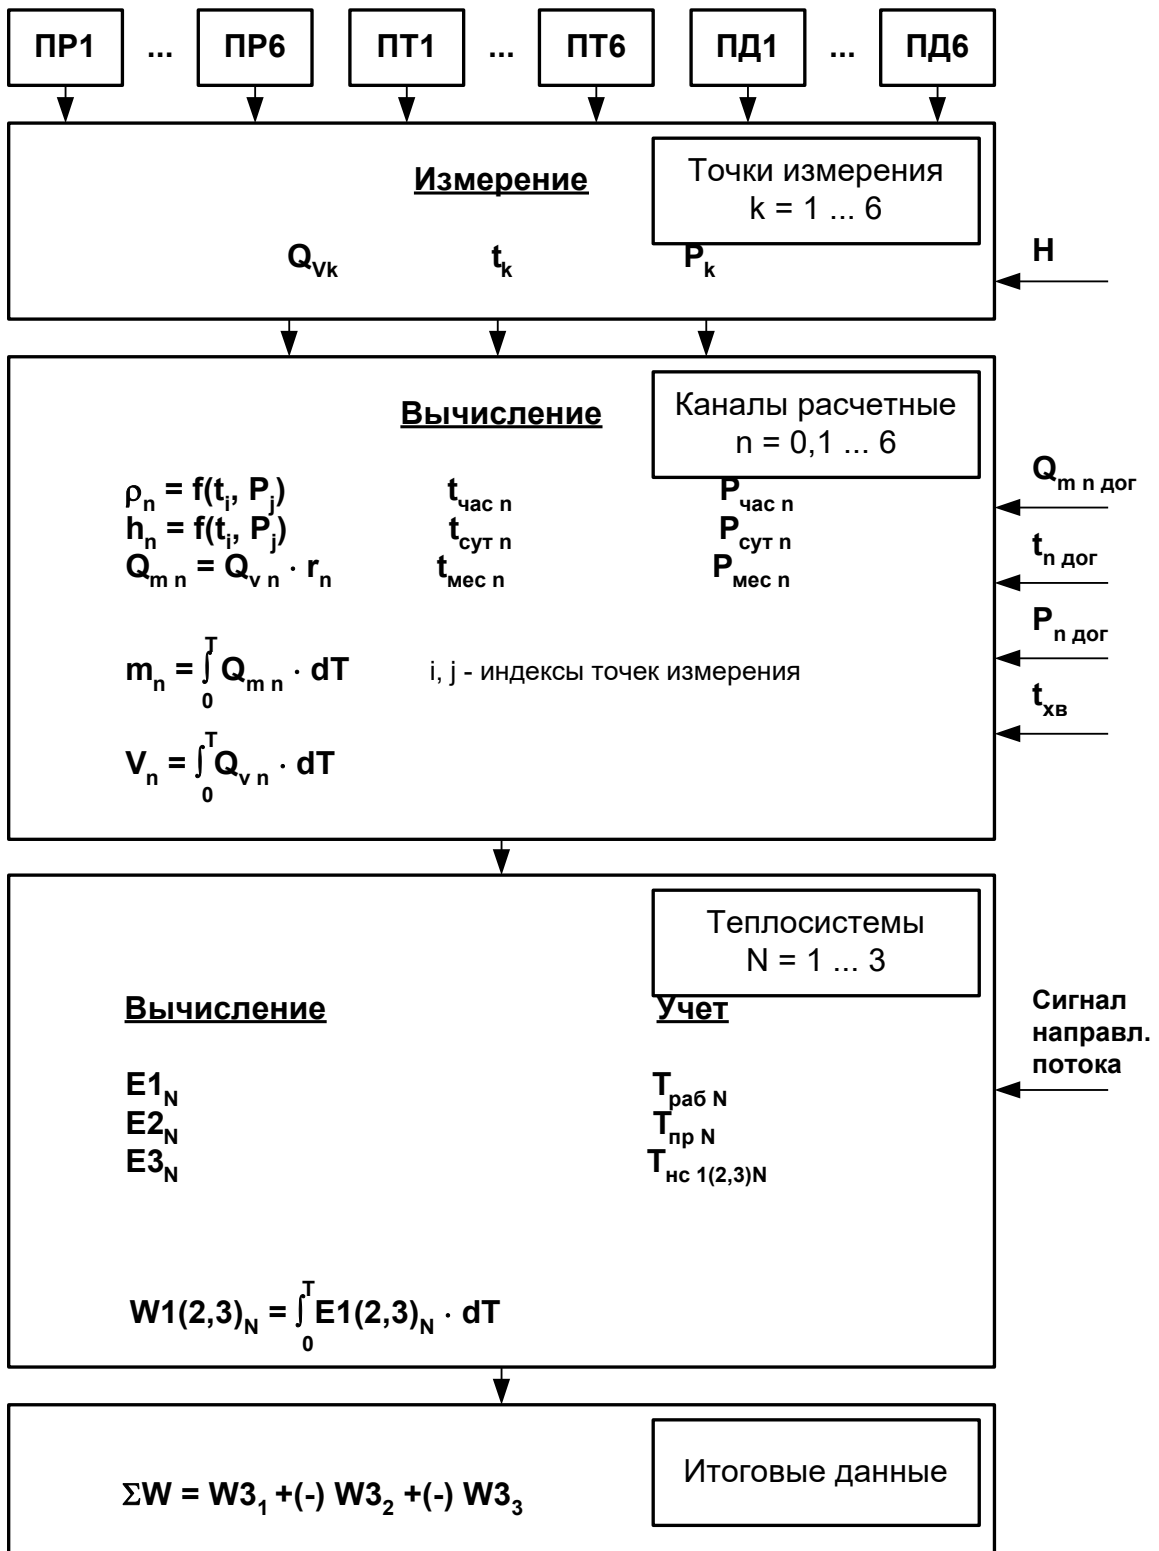 ПР1 ... ПР6 ПТ1 ... ПТ6 ПД1 ... ПД6
Измерение
Точки измерения
k = 1 ... 6
Q_Vk t_k P_k
H
Вычисление
Каналы расчетные
n = 0,1 ... 6
ρ_n = f(t_i, P_j) t_час n P_час n
h_n = f(t_i, P_j) t_сут n P_сут n
Q_m n = Q_v n · r_n t_мес n P_мес n
m_n = ∫_0^T Q_m n · dT i, j - индексы точек измерения
V_n = ∫_0^T Q_v n · dT
Q_m n дог
t_n дог
P_n дог
t_хв
Теплосистемы
N = 1 ... 3
Вычисление Учет
E1_N T_раб N
E2_N T_пр N
E3_N T_нс 1(2,3)N
W1(2,3)_N = ∫_0^T E1(2,3)_N · dT
Сигнал
направл.
потока
Итоговые данные
ΣW = W3_1 +(-) W3_2 +(-) W3_3